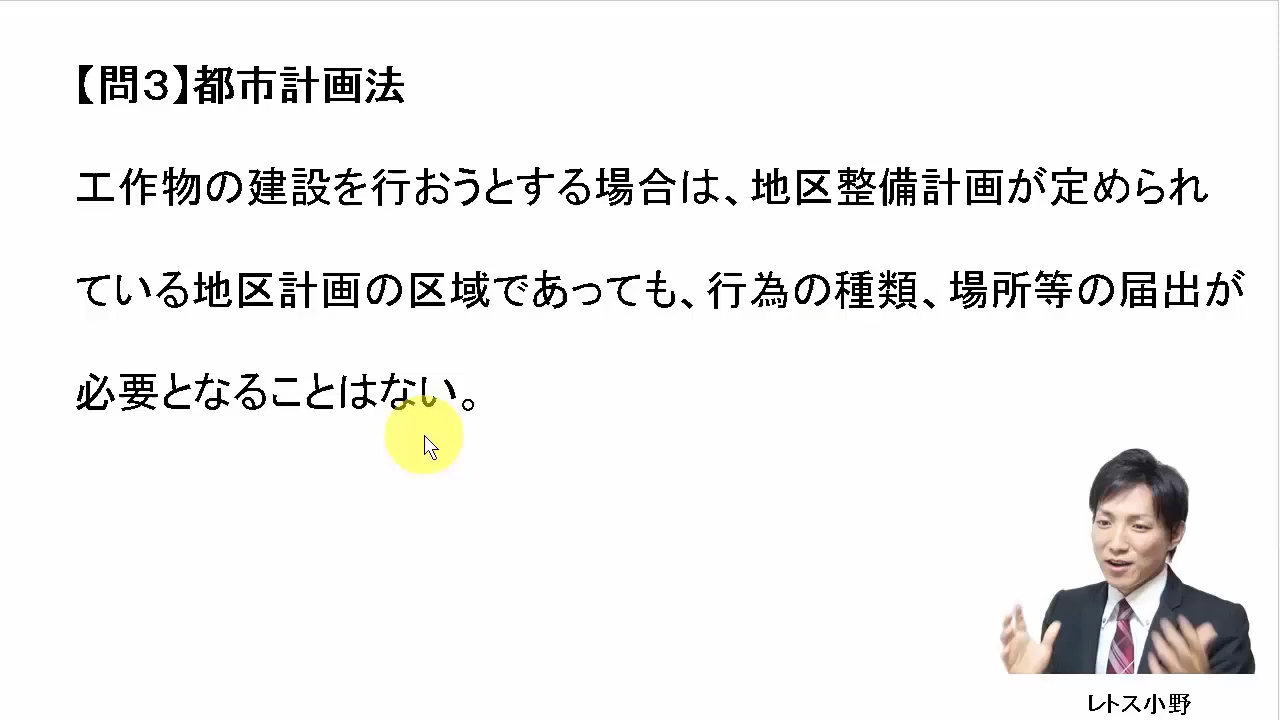 【問3】都市計画法
工作物の建設を行おうとする場合は、地区整備計画が定められ
ている地区計画の区域であっても、行為の種類、場所等の届出が
必要となることはない。
レトス小野